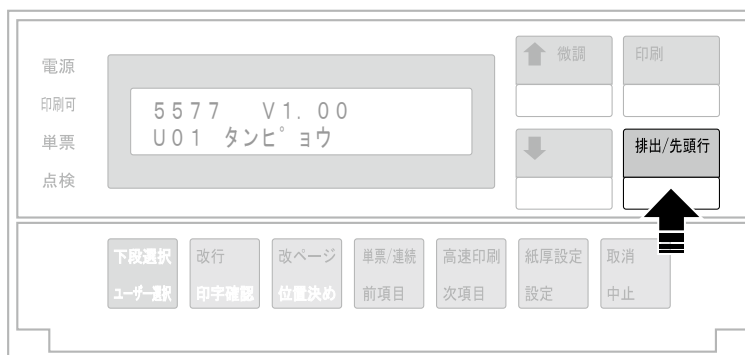 電源
印刷可
単票
点検
5577 V1.00
U01 タンピョウ
微調
印刷
排出/先頭行
下段選択
ユーザー選択
改行
印字確認
改ページ
位置決め
単票/連続
前項目
高速印刷
次項目
紙厚設定
設定
取消
中止